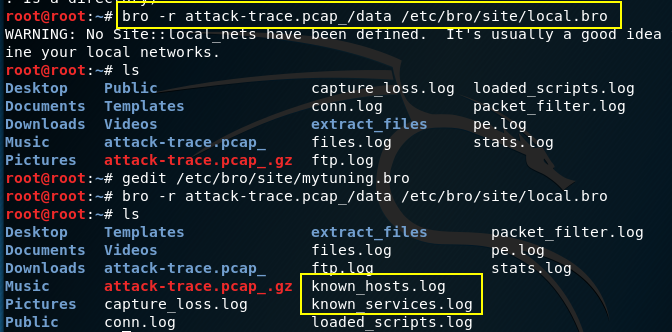 . Is a directory)
root@root:~# bro -r attack-trace.pcap_/data /etc/bro/site/local.bro
WARNING: No Site::local_nets have been defined.  It's usually a good idea
ine your local networks.
root@root:~# ls
Desktop    Public                  capture_loss.log  loaded_scripts.log
Documents  Templates               conn.log          packet_filter.log
Downloads  Videos                  extract_files     pe.log
Music      attack-trace.pcap_      files.log         stats.log
Pictures   attack-trace.pcap_.gz   ftp.log
root@root:~# gedit /etc/bro/site/mytuning.bro
root@root:~# bro -r attack-trace.pcap_/data /etc/bro/site/local.bro
root@root:~# ls
Desktop    Templates              extract_files       packet_filter.log
Documents  Videos                 files.log           pe.log
Downloads  attack-trace.pcap_     ftp.log             stats.log
Music      attack-trace.pcap_.gz  known_hosts.log
Pictures   capture_loss.log       known_services.log
Public     conn.log               loaded_scripts.log